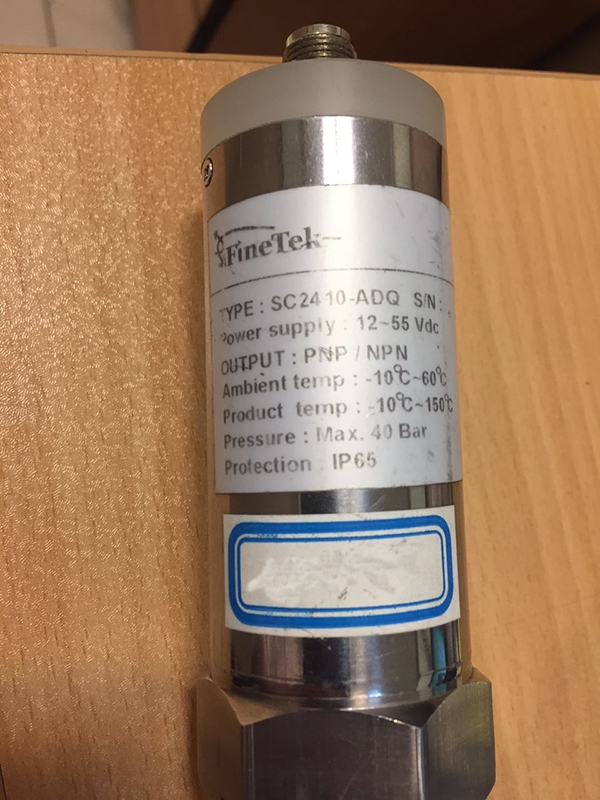 FineTek
TYPE : SC2410-ADQ S/N :
Power supply : 12~55 Vdc
OUTPUT : PNP / NPN
Ambient temp : -10℃~60℃
Product temp : -10℃~150℃
Pressure : Max. 40 Bar
Protection : IP65